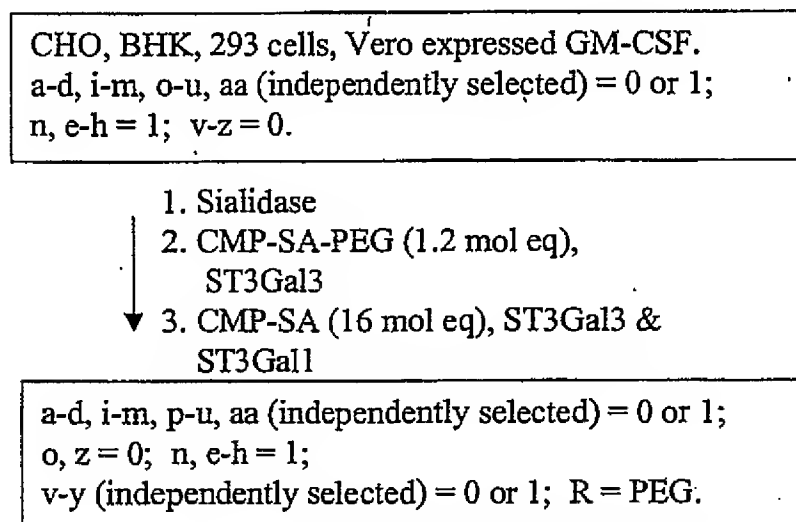 CHO, BHK, 293 cells, Vero expressed GM-CSF.
a-d, i-m, o-u, aa (independently selected) = 0 or 1;
n, e-h = 1; v-z = 0.
1. Sialidase
2. CMP-SA-PEG (1.2 mol eq),
ST3Gal3
3. CMP-SA (16 mol eq), ST3Gal3 &
ST3Gal1
a-d, i-m, p-u, aa (independently selected) = 0 or 1;
o, z = 0; n, e-h = 1;
v-y (independently selected) = 0 or 1; R = PEG.